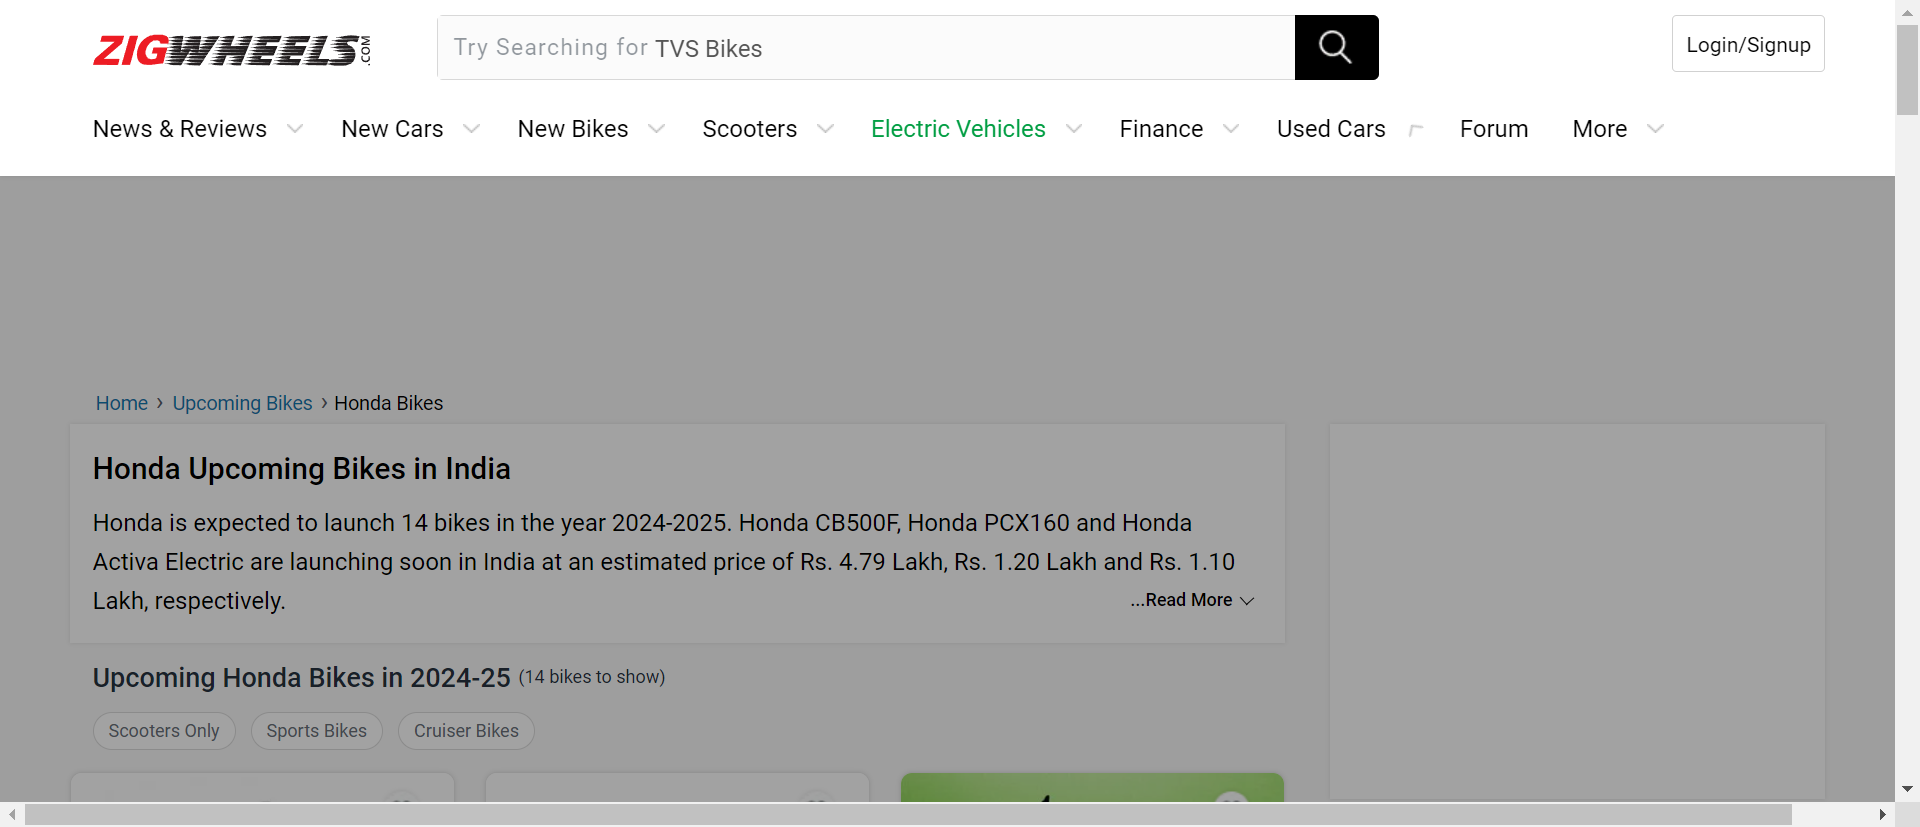 ZIGWHEELS.COM
Try Searching for TVS Bikes
Login/Signup
News & Reviews New Cars New Bikes Scooters Electric Vehicles Finance Used Cars Forum More
Home › Upcoming Bikes › Honda Bikes
Honda Upcoming Bikes in India
Honda is expected to launch 14 bikes in the year 2024-2025. Honda CB500F, Honda PCX160 and Honda
Activa Electric are launching soon in India at an estimated price of Rs. 4.79 Lakh, Rs. 1.20 Lakh and Rs. 1.10
Lakh, respectively.
...Read More
Upcoming Honda Bikes in 2024-25 (14 bikes to show)
Scooters Only Sports Bikes Cruiser Bikes